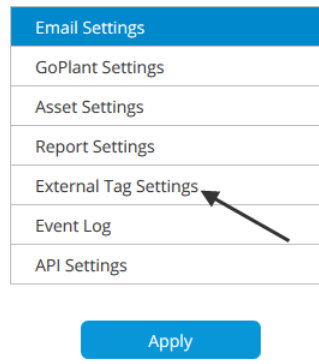 Email Settings
GoPlant Settings
Asset Settings
Report Settings
External Tag Settings
Event Log
API Settings
Apply